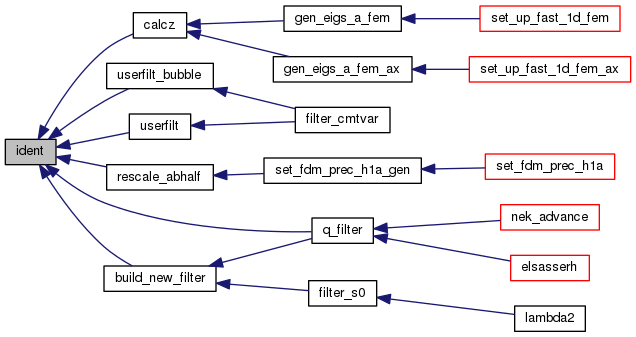 ident
calcz
userfilt_bubble
userfilt
rescale_abhalf
build_new_filter
gen_eigs_a_fem
gen_eigs_a_fem_ax
filter_cmtvar
set_fdm_prec_h1a_gen
q_filter
filter_s0
set_up_fast_1d_fem
set_up_fast_1d_fem_ax
set_fdm_prec_h1a
nek_advance
elsasserh
lambda2